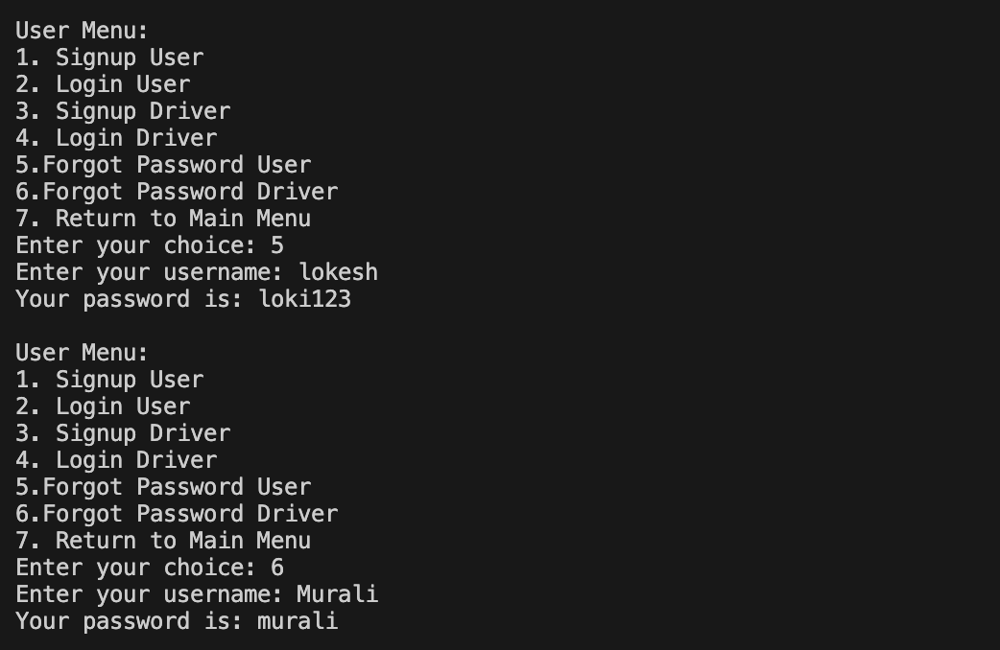 User Menu:
1. Signup User
2. Login User
3. Signup Driver
4. Login Driver
5.Forgot Password User
6.Forgot Password Driver
7. Return to Main Menu
Enter your choice: 5
Enter your username: lokesh
Your password is: loki123

User Menu:
1. Signup User
2. Login User
3. Signup Driver
4. Login Driver
5.Forgot Password User
6.Forgot Password Driver
7. Return to Main Menu
Enter your choice: 6
Enter your username: Murali
Your password is: murali